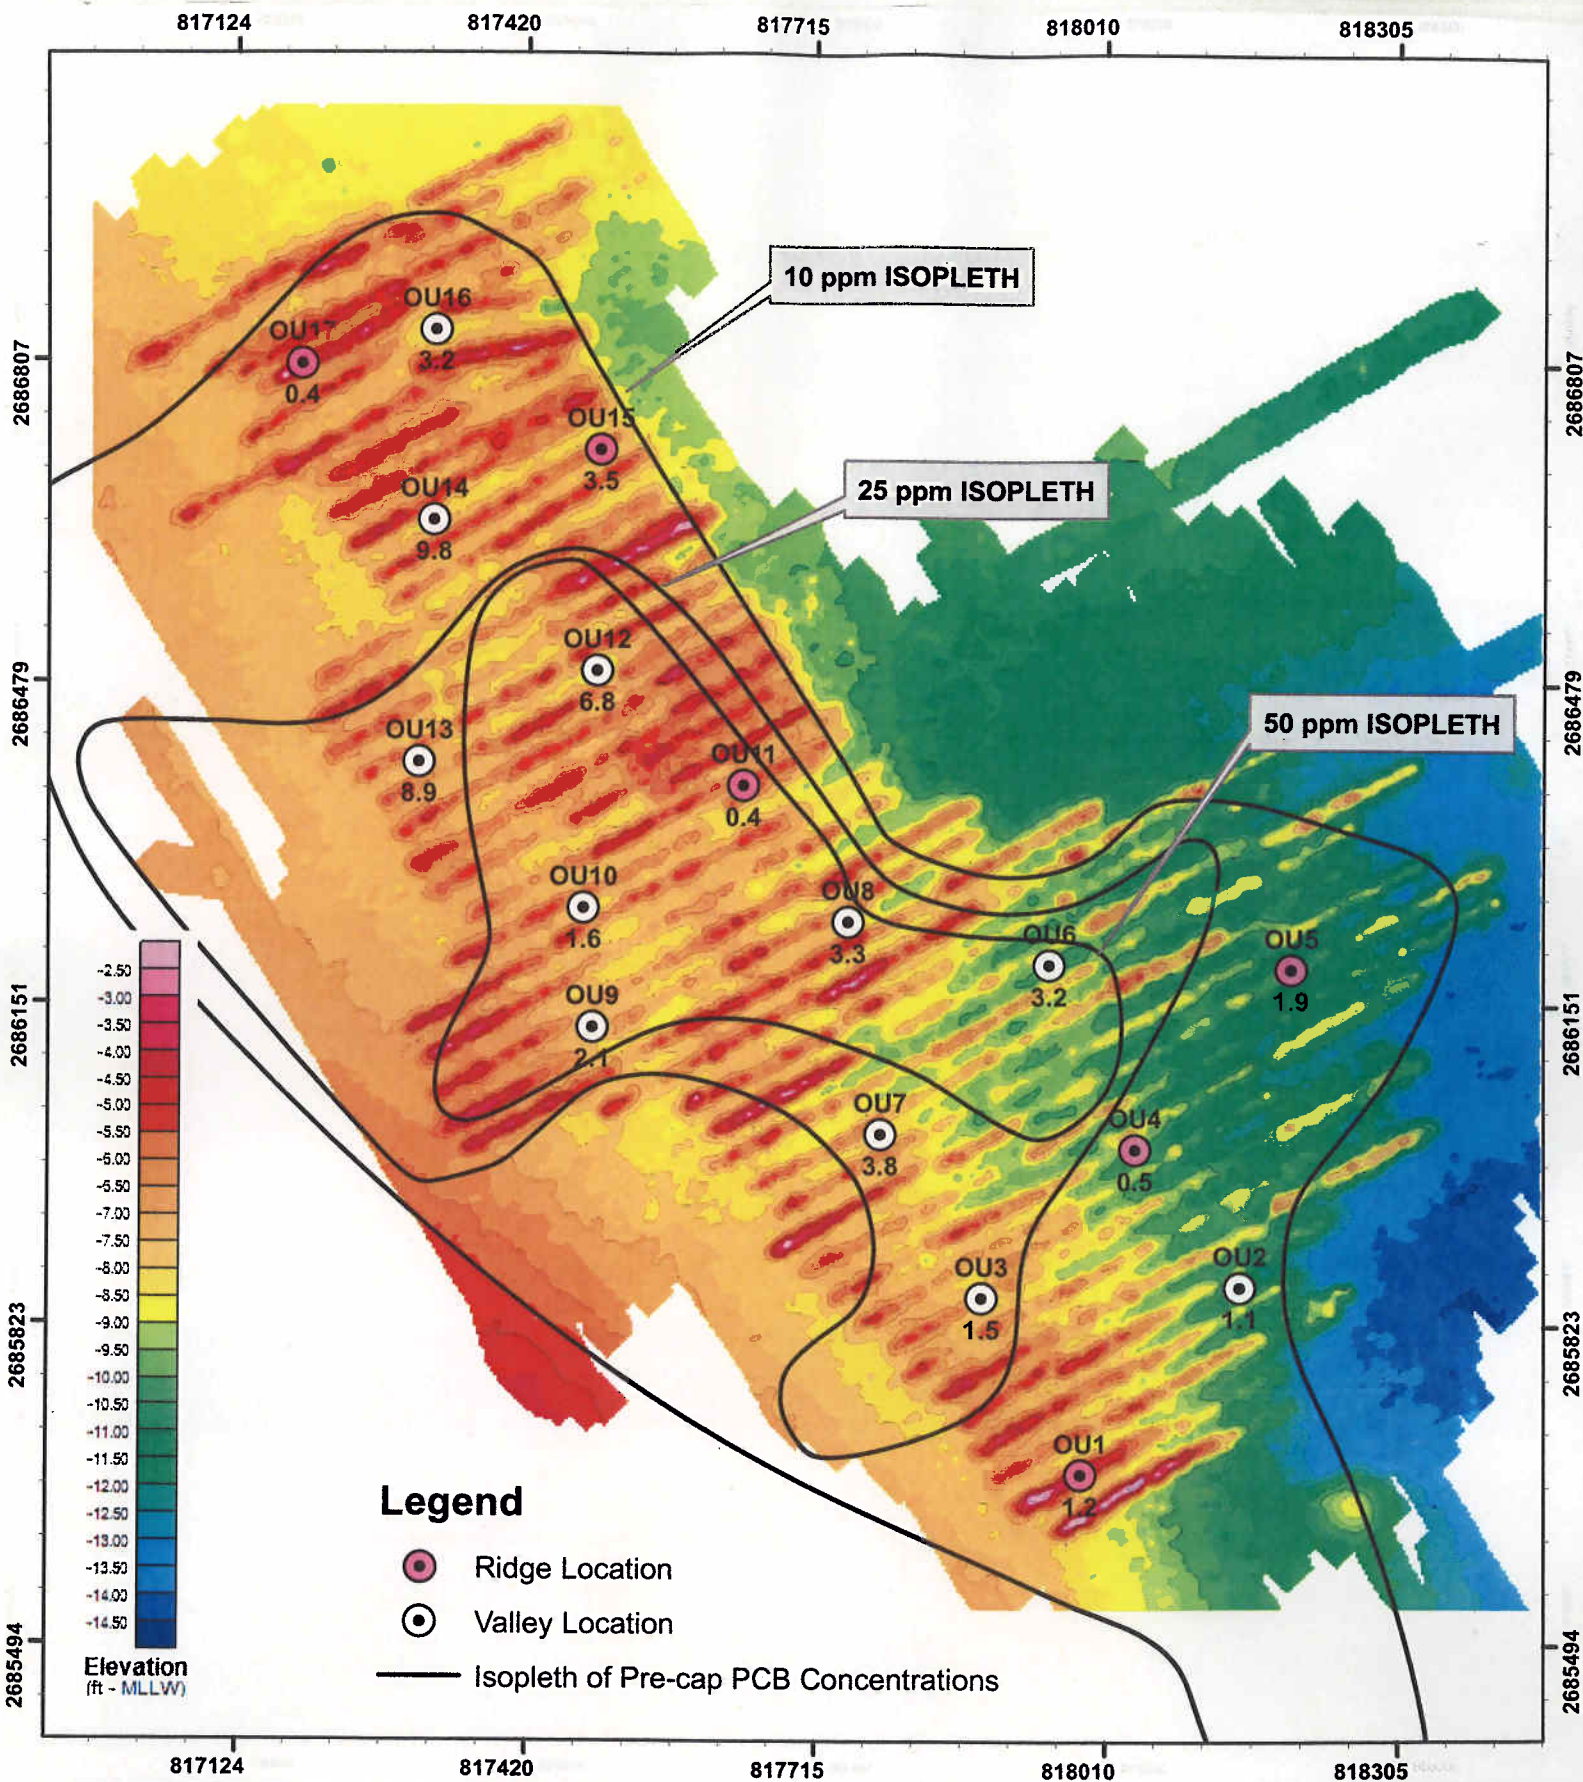 817124 817420 817715 818010 818305
10 ppm ISOPLETH
OU16
3.2
OU17
0.4
2686807
2686807
OU15
3.5
25 ppm ISOPLETH
OU14
9.8
OU12
6.8
2686479
2686479
50 ppm ISOPLETH
OU13
8.9
OU11
0.4
OU10
1.6
OU8
3.3
OU6
3.2
OU5
1.9
OU9
2.1
2686151
2686151
OU7
3.8
OU4
0.5
OU3
1.5
OU2
1.1
2685823
2685823
OU1
1.2
-2.50
-3.00
-3.50
-4.00
-4.50
-5.00
-5.50
-6.00
-6.50
-7.00
-7.50
-8.00
-8.50
-9.00
-9.50
-10.00
-10.50
-11.00
-11.50
-12.00
-12.50
-13.00
-13.50
-14.00
-14.50
Elevation
(ft - MLLW)
Legend
Ridge Location
Valley Location
Isopleth of Pre-cap PCB Concentrations
2685494
2685494
817124 817420 817715 818010 818305